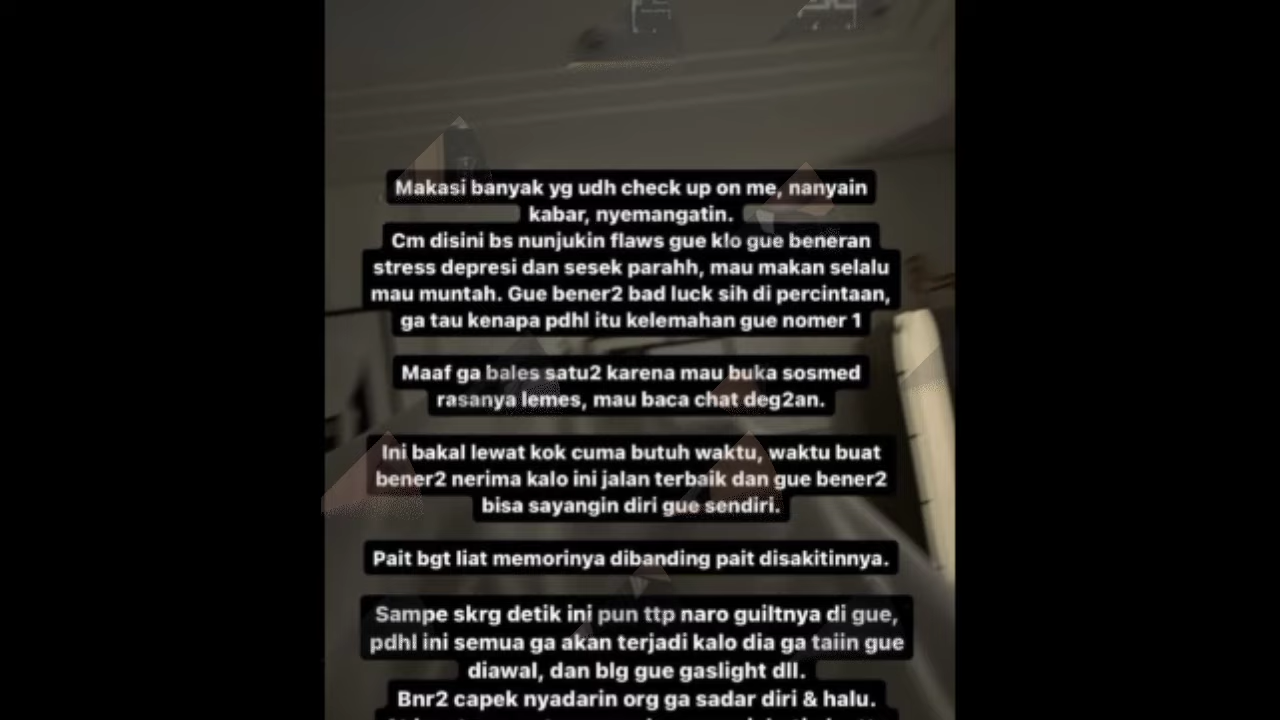 Makasi banyak yg udh check up on me, nanyain
kabar, nyemangatin.
Cm disini bs nunjukin flaws gue klo gue beneran
stress depresi dan sesek parahh, mau makan selalu
mau muntah. Gue bener2 bad luck sih di percintaan,
ga tau kenapa pdhl itu kelemahan gue nomer 1
Maaf ga bales satu2 karena mau buka sosmed
rasanya lemes, mau baca chat deg2an.
Ini bakal lewat kok cuma butuh waktu, waktu buat
bener2 nerima kalo ini jalan terbaik dan gue bener2
bisa sayangin diri gue sendiri.
Pait bgt liat memorinya dibanding pait disakitinnya.
Sampe skrg detik ini pun ttp naro guiltnya di gue,
pdhl ini semua ga akan terjadi kalo dia ga taiin gue
diawal, dan blg gue gaslight dll.
Bnr2 capek nyadarin org ga sadar diri & halu.